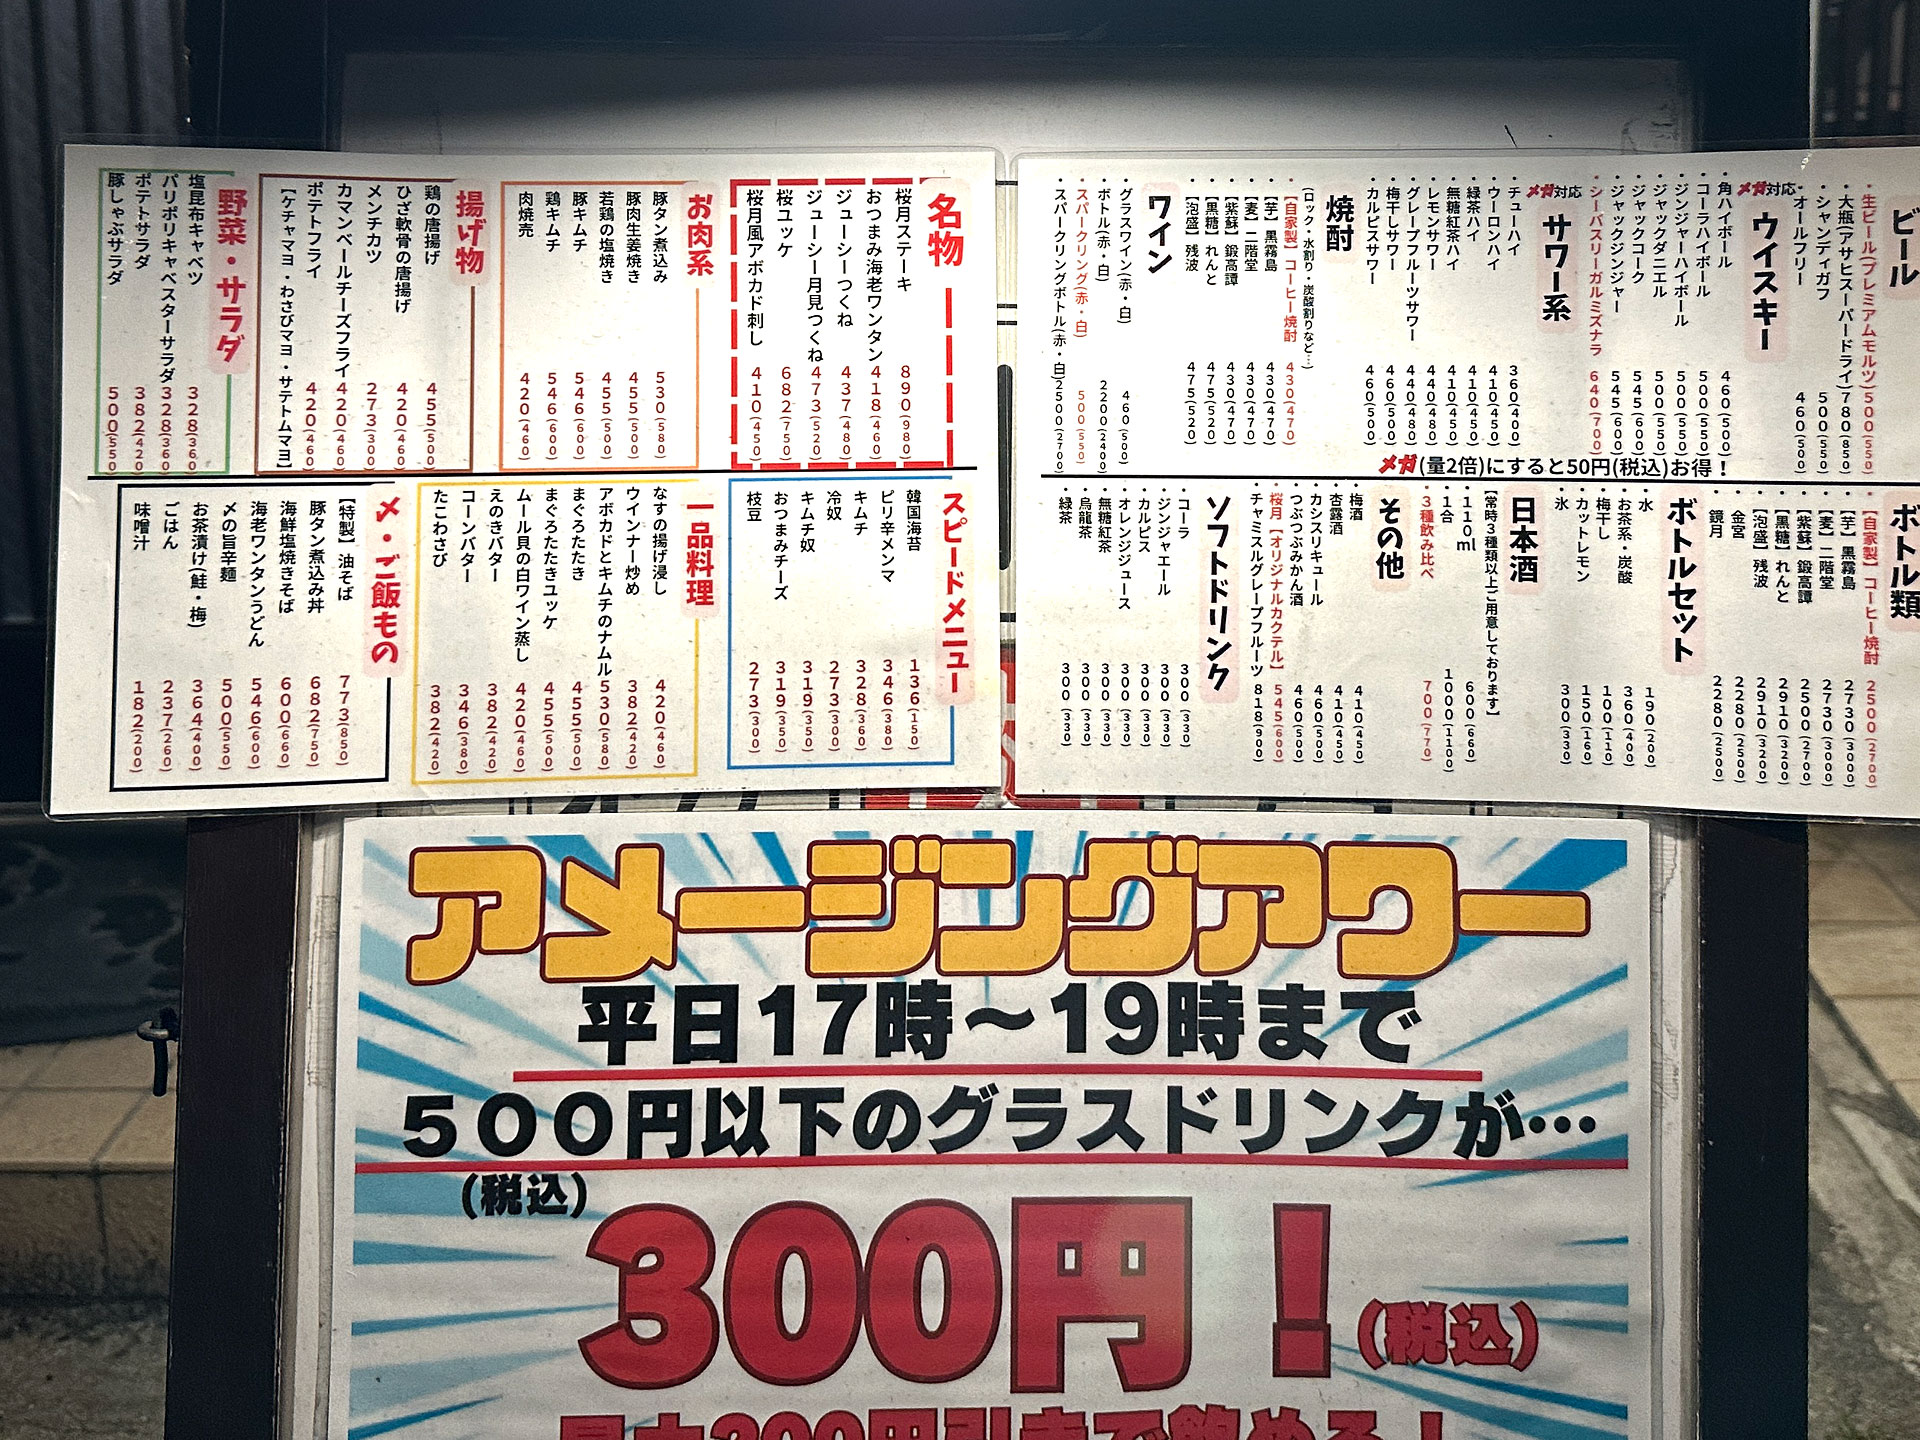 ビール
・生ビール(プレミアムモルツ)500(550)
・大瓶(アサヒスーパードライ)780(850)
・シャンディガフ 500(550)
・オールフリー 460(500)
メガ対応
ウイスキー
・角ハイボール 460(500)
・コーラハイボール 500(550)
・ジンジャーハイボール 500(550)
・ジャックダニエル 500(550)
・ジャックコーク 545(600)
・ジャックジンジャー 545(600)
・シーバスリーガルミズナラ 640(700)
メガ対応
サワー系
・チューハイ 360(400)
・ウーロンハイ 410(450)
・緑茶ハイ 410(450)
・無糖紅茶ハイ 410(450)
・レモンサワー 440(480)
・グレープフルーツサワー 440(480)
・梅干しサワー 460(500)
・カルピスサワー 460(500)
メガ(量2倍)にすると50円(税込)お得！
焼酎
(ロック・水割り・炭酸割りなど…)
・【自家製】コーヒー焼酎 430(470)
・【芋】黒霧島 430(470)
・【麦】二階堂 430(470)
・【紫蘇】鍛高譚 430(470)
・【黒糖】れんと 475(520)
・【泡盛】残波 475(520)
ワイン
・グラスワイン(赤・白) 460(500)
・ボトル(赤・白) 2200(2400)
・スパークリング(赤・白) 500(550)
・スパークリングボトル(赤・白)2500(2700)
ボトル類
・【自家製】コーヒー焼酎 2500(2700)
・【芋】黒霧島 2730(3000)
・【麦】二階堂 2730(3000)
・【紫蘇】鍛高譚 2500(2700)
・【黒糖】れんと 2910(3200)
・【泡盛】残波 2910(3200)
・金宮 2280(2500)
・鏡月 2280(2500)
ボトルセット
・水 190(200)
・お茶系・炭酸 360(400)
・梅干し 100(110)
・カットレモン 150(160)
・氷 300(330)
日本酒
【常時3種類以上ご用意しております】
・110ml 600(660)
・1合 1000(1100)
・3種飲み比べ 700(770)
その他
・梅酒 410(450)
・杏露酒 410(450)
・カシスリキュール 460(500)
・つぶつぶみかん酒 460(500)
・桜月【オリジナルカクテル】 545(600)
・チャミスルグレープフルーツ 818(900)
ソフトドリンク
・コーラ 300(330)
・ジンジャエール 300(330)
・カルピス 300(330)
・オレンジジュース 300(330)
・無糖紅茶 300(330)
・烏龍茶 300(330)
・緑茶 300(330)
名物
桜月ステーキ 890(980)
おつまみ海老ワンタン418(460)
ジューシーつくね 437(480)
ジューシー月見つくね473(520)
桜ユッケ 682(750)
桜月風アボカド刺し 410(450)
お肉系
豚タン煮込み 530(580)
豚肉生姜焼き 455(500)
若鶏の塩焼き 455(500)
豚キムチ 546(600)
鶏キムチ 546(600)
肉焼売 420(460)
揚げ物
鶏の唐揚げ 455(500)
ひざ軟骨の唐揚げ 420(460)
メンチカツ 273(300)
カマンベールチーズフライ 420(460)
ポテトフライ 420(460)
【ケチャマヨ・わさびマヨ・サテトムマヨ】
野菜・サラダ
塩昆布キャベツ 328(360)
パリポリキャベスターサラダ328(360)
ポテトサラダ 382(420)
豚しゃぶサラダ 500(550)
スピードメニュー
韓国海苔 136(150)
ピリ辛メンマ 346(380)
キムチ 328(360)
冷奴 273(300)
キムチ奴 319(350)
おつまみチーズ 319(350)
枝豆 273(300)
一品料理
なすの揚げ浸し 420(460)
ウインナー炒め 382(420)
アボカドとキムチのナムル 530(580)
まぐろたたき 455(500)
まぐろたたきユッケ 455(500)
ムール貝の白ワイン蒸し 420(460)
えのきバター 382(420)
コーンバター 346(380)
たこわさび 382(420)
〆・ご飯もの
【特製】油そば 773(850)
豚タン煮込み丼 682(750)
海鮮塩焼きそば 600(660)
海老ワンタンうどん 546(600)
〆の旨辛麺 500(550)
お茶漬け(鮭・梅) 364(400)
ごはん 237(260)
味噌汁 182(200)
アメージングアワー
平日17時～19時まで
５００円以下のグラスドリンクが…
(税込)
300円！(税込)